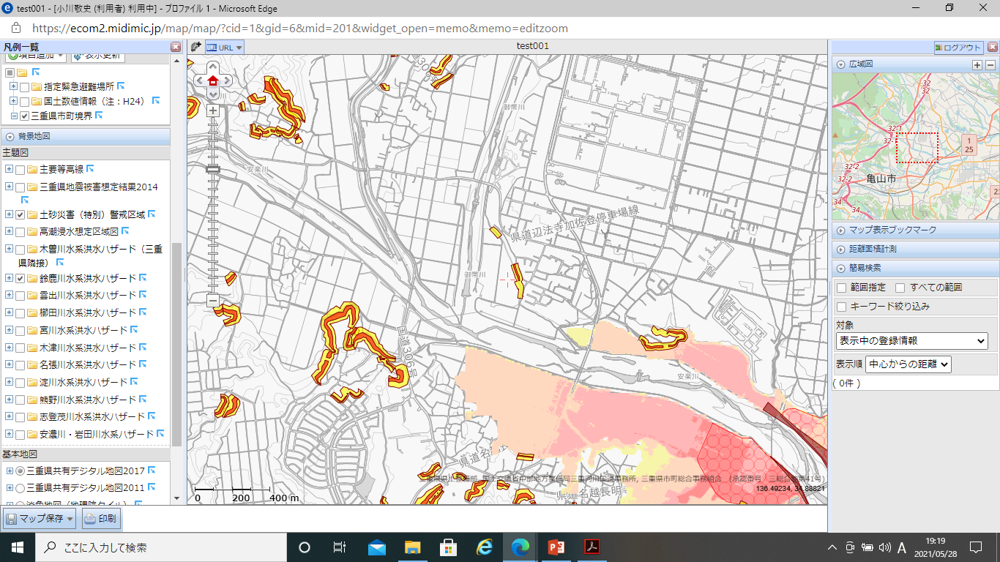 test001 - [小川敬史 (利用者) 利用中] - プロファイル 1 - Microsoft Edge
https://ecom2.midimic.jp/map/map/?cid=1&gid=6&mid=201&widget_open=memo&memo=editzoom
凡例一覧
URL
test001
ログアウト
項目追加
表示更新
指定緊急避難場所
国土数値情報（注：H24）
三重県市町境界
背景地図
主題図
主要等高線
三重県地震被害想定結果2014
土砂災害（特別）警戒区域
高潮浸水想定区域図
木曽川水系洪水ハザード（三重
県隣接）
鈴鹿川水系洪水ハザード
雲出川水系洪水ハザード
櫛田川水系洪水ハザード
宮川水系洪水ハザード
木津川水系洪水ハザード
名張川水系洪水ハザード
淀川水系洪水ハザード
熊野川水系洪水ハザード
志登茂川水系洪水ハザード
安濃川・岩田川水系ハザード
基本地図
三重県共有デジタル地図2017
三重県共有デジタル地図2011
淡色地図（地理院タイル）
マップ保存
印刷
御幣川
安楽川
県道辺法寺加佐登停車場線
御幣川
国道306号
安楽川
県道名越
県道名越長明
三重県県土整備部, 国土交通省中部地方整備局三重河川国道事務所, 三重県市町総合事務組合 （承認番号 三総合地第41号）
136.49234, 34.88821
0 200 400 m
広域図
32
32
32-1
32-1
1
25
32-2
32-2
亀山市
34
34
マップ表示ブックマーク
距離面積計測
簡易検索
範囲指定 すべての範囲
キーワード絞り込み
対象
表示中の登録情報
表示順 中心からの距離
( 0件 )
ここに入力して検索
A
19:19
2021/05/28